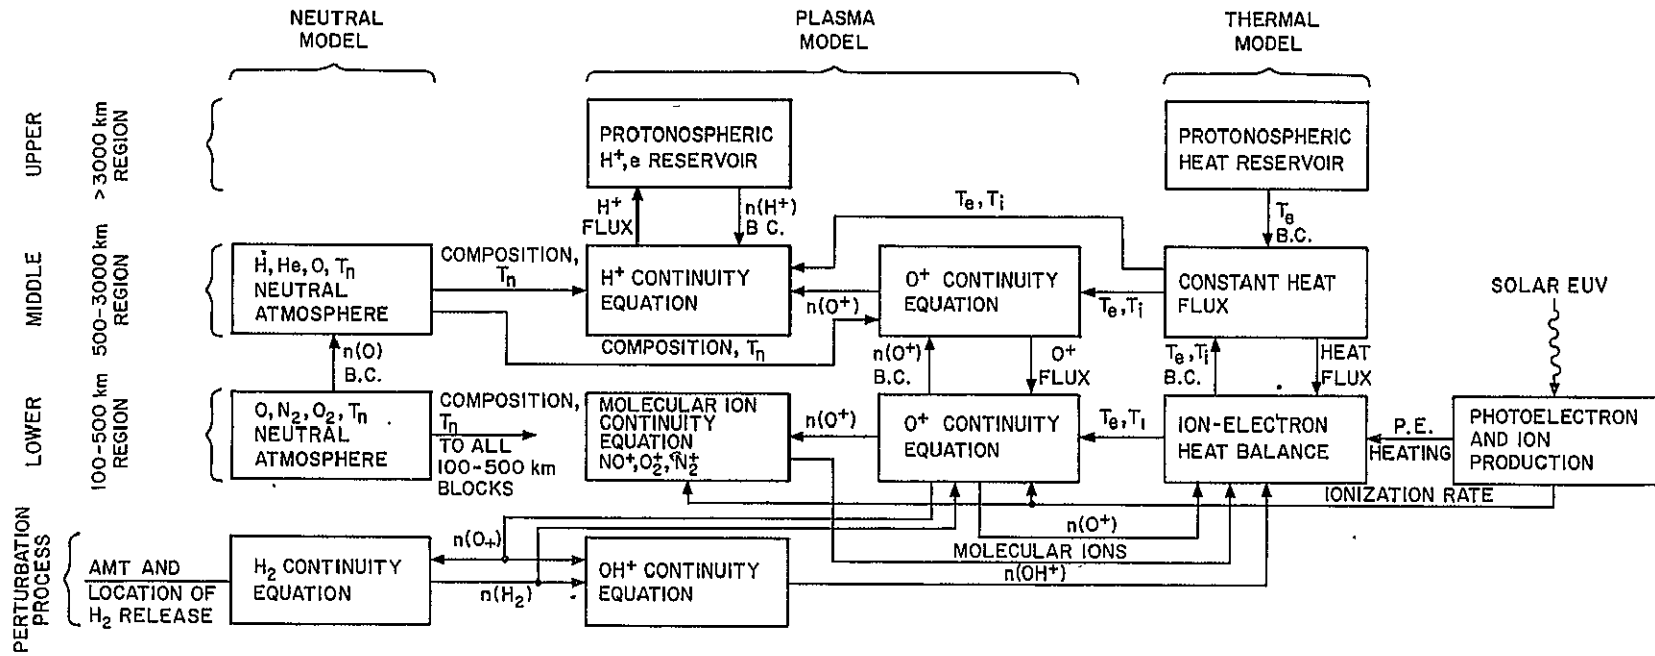 NEUTRAL
MODEL
PLASMA
MODEL
THERMAL
MODEL
UPPER
>3000 km
REGION
PROTONOSPHERIC
H⁺,e RESERVOIR
PROTONOSPHERIC
HEAT RESERVOIR
H⁺
FLUX
n(H⁺)
B.C.
Tₑ, Tᵢ
Tₑ
B.C.
MIDDLE
500-3000 km
REGION
H, He, O, Tₙ
NEUTRAL
ATMOSPHERE
COMPOSITION,
Tₙ
H⁺ CONTINUITY
EQUATION
n(O⁺)
O⁺ CONTINUITY
EQUATION
Tₑ, Tᵢ
CONSTANT HEAT
FLUX
SOLAR EUV
COMPOSITION, Tₙ
n(O)
B.C.
n(O⁺)
B.C.
O⁺
FLUX
Tₑ, Tᵢ
B.C.
HEAT
FLUX
LOWER
100-500 km
REGION
O, N₂, O₂, Tₙ
NEUTRAL
ATMOSPHERE
COMPOSITION,
Tₙ
TO ALL
100-500 km
BLOCKS
MOLECULAR ION
CONTINUITY
EQUATION
NO⁺, O₂⁺, N₂⁺
n(O⁺)
O⁺ CONTINUITY
EQUATION
Tₑ, Tᵢ
ION-ELECTRON
HEAT BALANCE
P.E.
HEATING
PHOTOELECTRON
AND ION
PRODUCTION
IONIZATION RATE
n(O⁺)
MOLECULAR IONS
n(OH⁺)
PERTURBATION
PROCESS
AMT AND
LOCATION OF
H₂ RELEASE
H₂ CONTINUITY
EQUATION
n(O₊)
n(H₂)
OH⁺ CONTINUITY
EQUATION